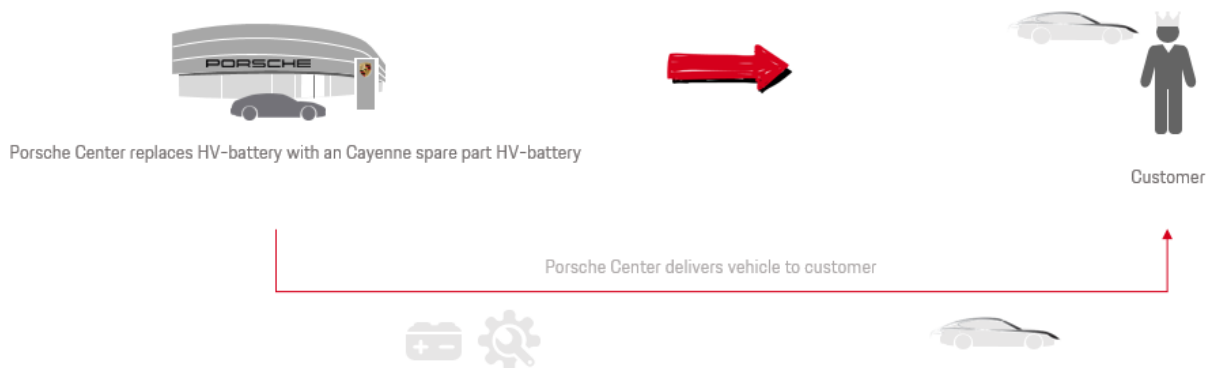 PORSCHE
Porsche Center replaces HV-battery with an Cayenne spare part HV-battery
Customer
Porsche Center delivers vehicle to customer